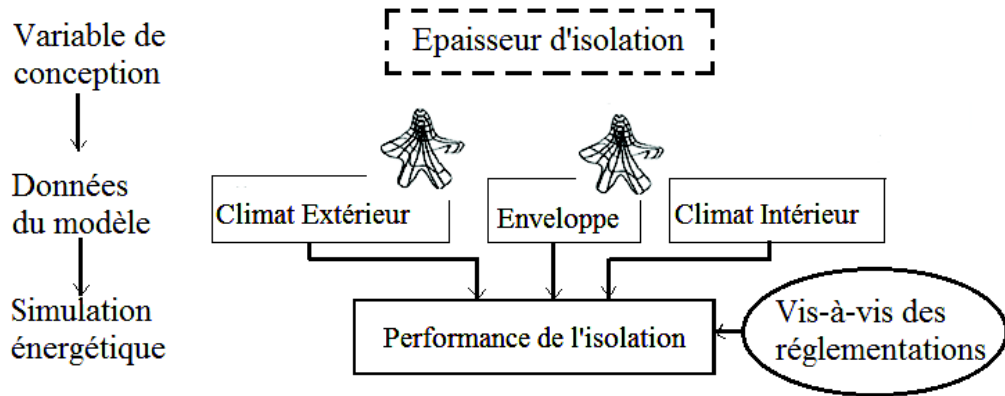 Variable de
conception
Epaisseur d'isolation
Données
du modèle
Climat Extérieur
Enveloppe
Climat Intérieur
Simulation
énergétique
Performance de l'isolation
Vis-à-vis des
réglementations